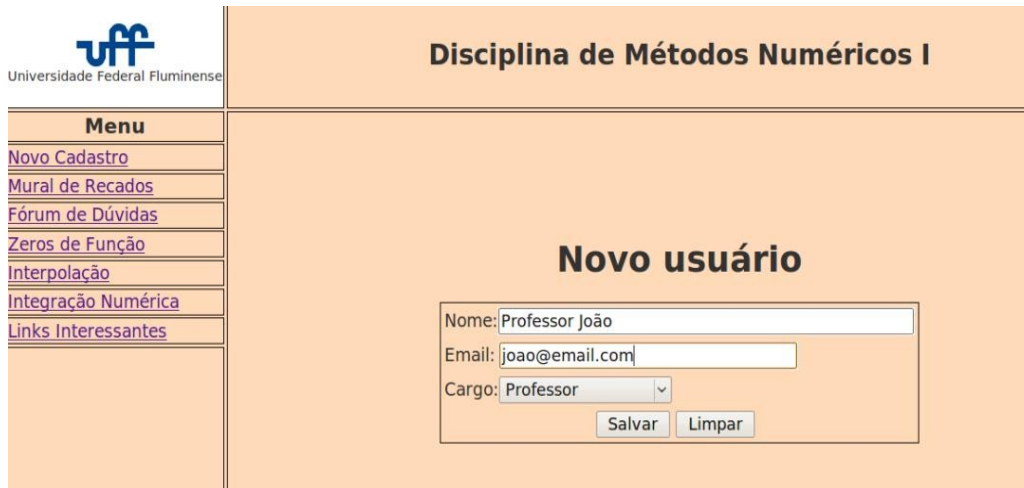 uff
Universidade Federal Fluminense
Disciplina de Métodos Numéricos I
Menu
Novo Cadastro
Mural de Recados
Fórum de Dúvidas
Zeros de Função
Interpolação
Integração Numérica
Links Interessantes
Novo usuário
Nome: Professor João
Email: joao@email.com
Cargo: Professor
Salvar Limpar